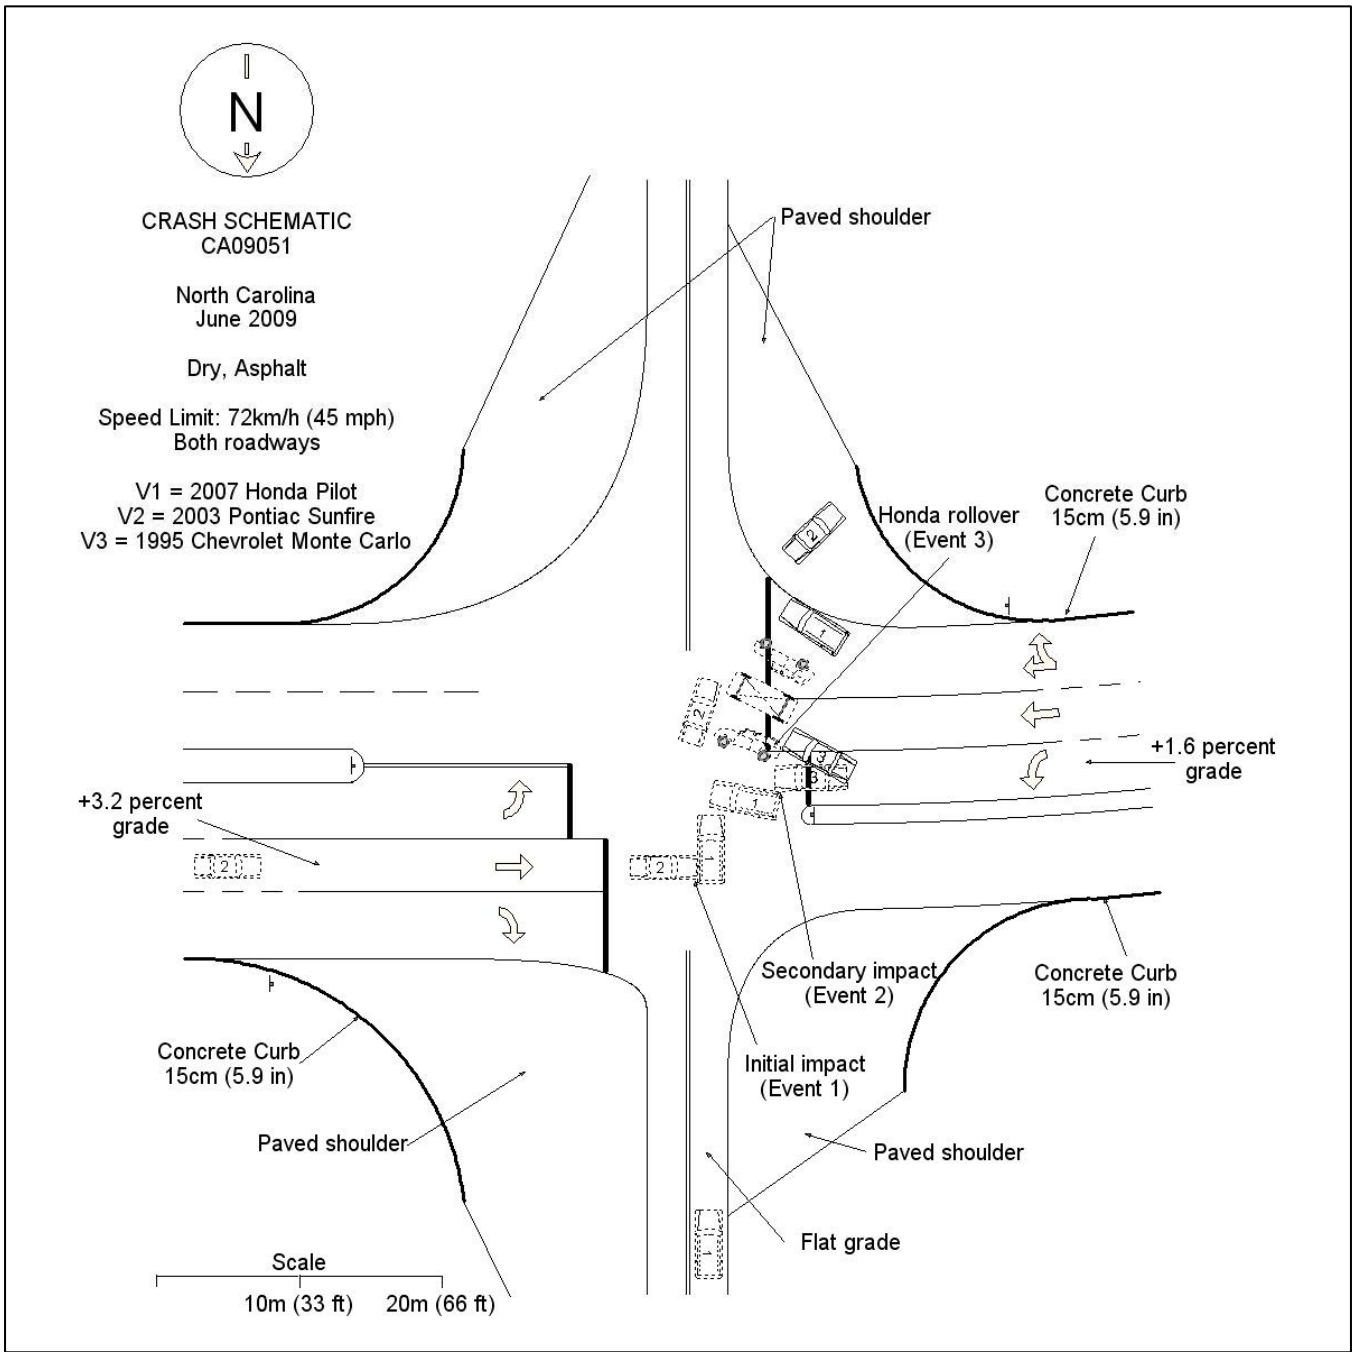 N
CRASH SCHEMATIC
CA09051
North Carolina
June 2009
Dry, Asphalt
Speed Limit: 72km/h (45 mph)
Both roadways
V1 = 2007 Honda Pilot
V2 = 2003 Pontiac Sunfire
V3 = 1995 Chevrolet Monte Carlo
Paved shoulder
Honda rollover
(Event 3)
Concrete Curb
15cm (5.9 in)
2
1
2
3
3
1
+1.6 percent
grade
+3.2 percent
grade
2
2
1
Secondary impact
(Event 2)
Concrete Curb
15cm (5.9 in)
Initial impact
(Event 1)
Concrete Curb
15cm (5.9 in)
Paved shoulder
Paved shoulder
Flat grade
1
Scale
10m (33 ft)
20m (66 ft)